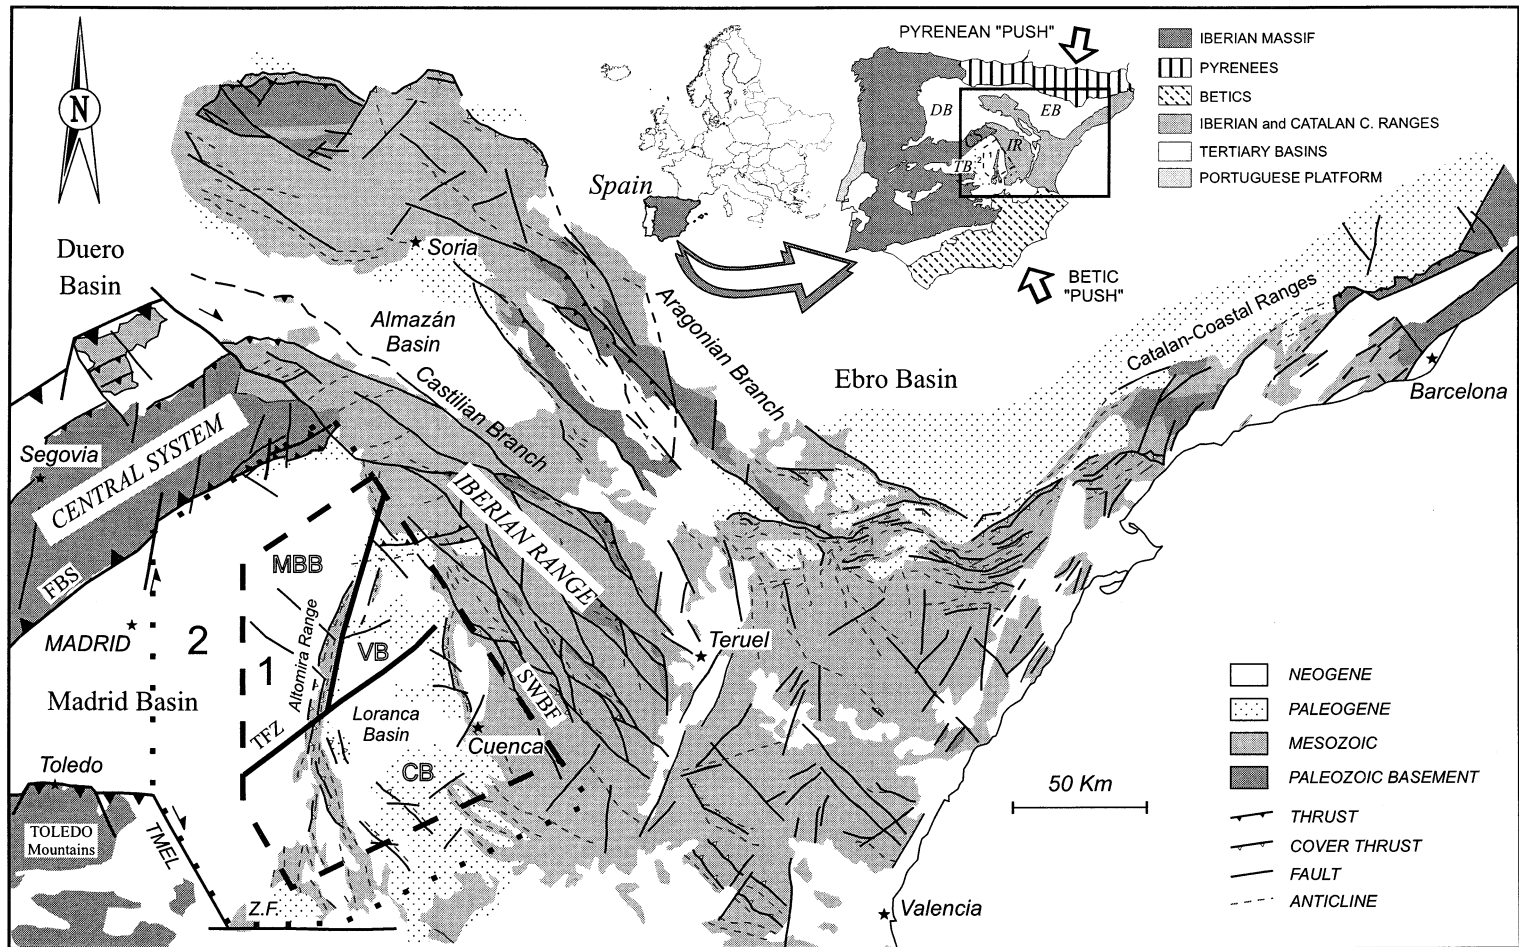 PYRENEAN "PUSH"
IBERIAN MASSIF
PYRENEES
BETICS
IBERIAN and CATALAN C. RANGES
TERTIARY BASINS
PORTUGUESE PLATFORM
N
DB
EB
CS
IR
TB
2
1
Spain
BETIC
"PUSH"
Duero
Basin
Soria
Almazán
Basin
Aragonian Branch
Catalan-Coastal Ranges
Ebro Basin
Castilian Branch
Barcelona
Segovia
CENTRAL SYSTEM
IBERIAN RANGE
FBS
MBB
MADRID
2
1
Altomira Range
VB
Teruel
SWBF
Madrid Basin
TFZ
Loranca
Basin
Cuenca
CB
Toledo
TOLEDO
Mountains
TMEL
Z.F.
Valencia
50 Km
NEOGENE
PALEOGENE
MESOZOIC
PALEOZOIC BASEMENT
THRUST
COVER THRUST
FAULT
ANTICLINE